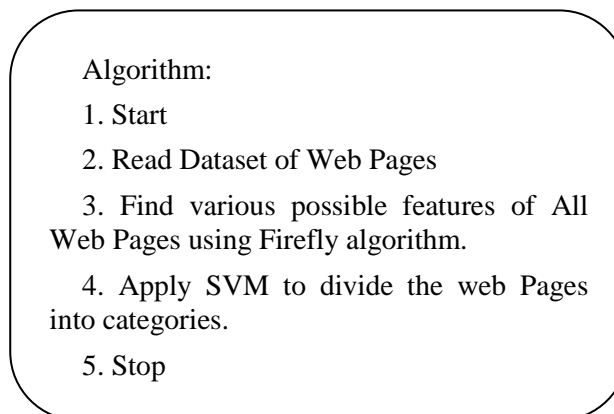 Algorithm:
1. Start
2. Read Dataset of Web Pages
3. Find various possible features of All
Web Pages using Firefly algorithm.
4. Apply SVM to divide the web Pages
into categories.
5. Stop